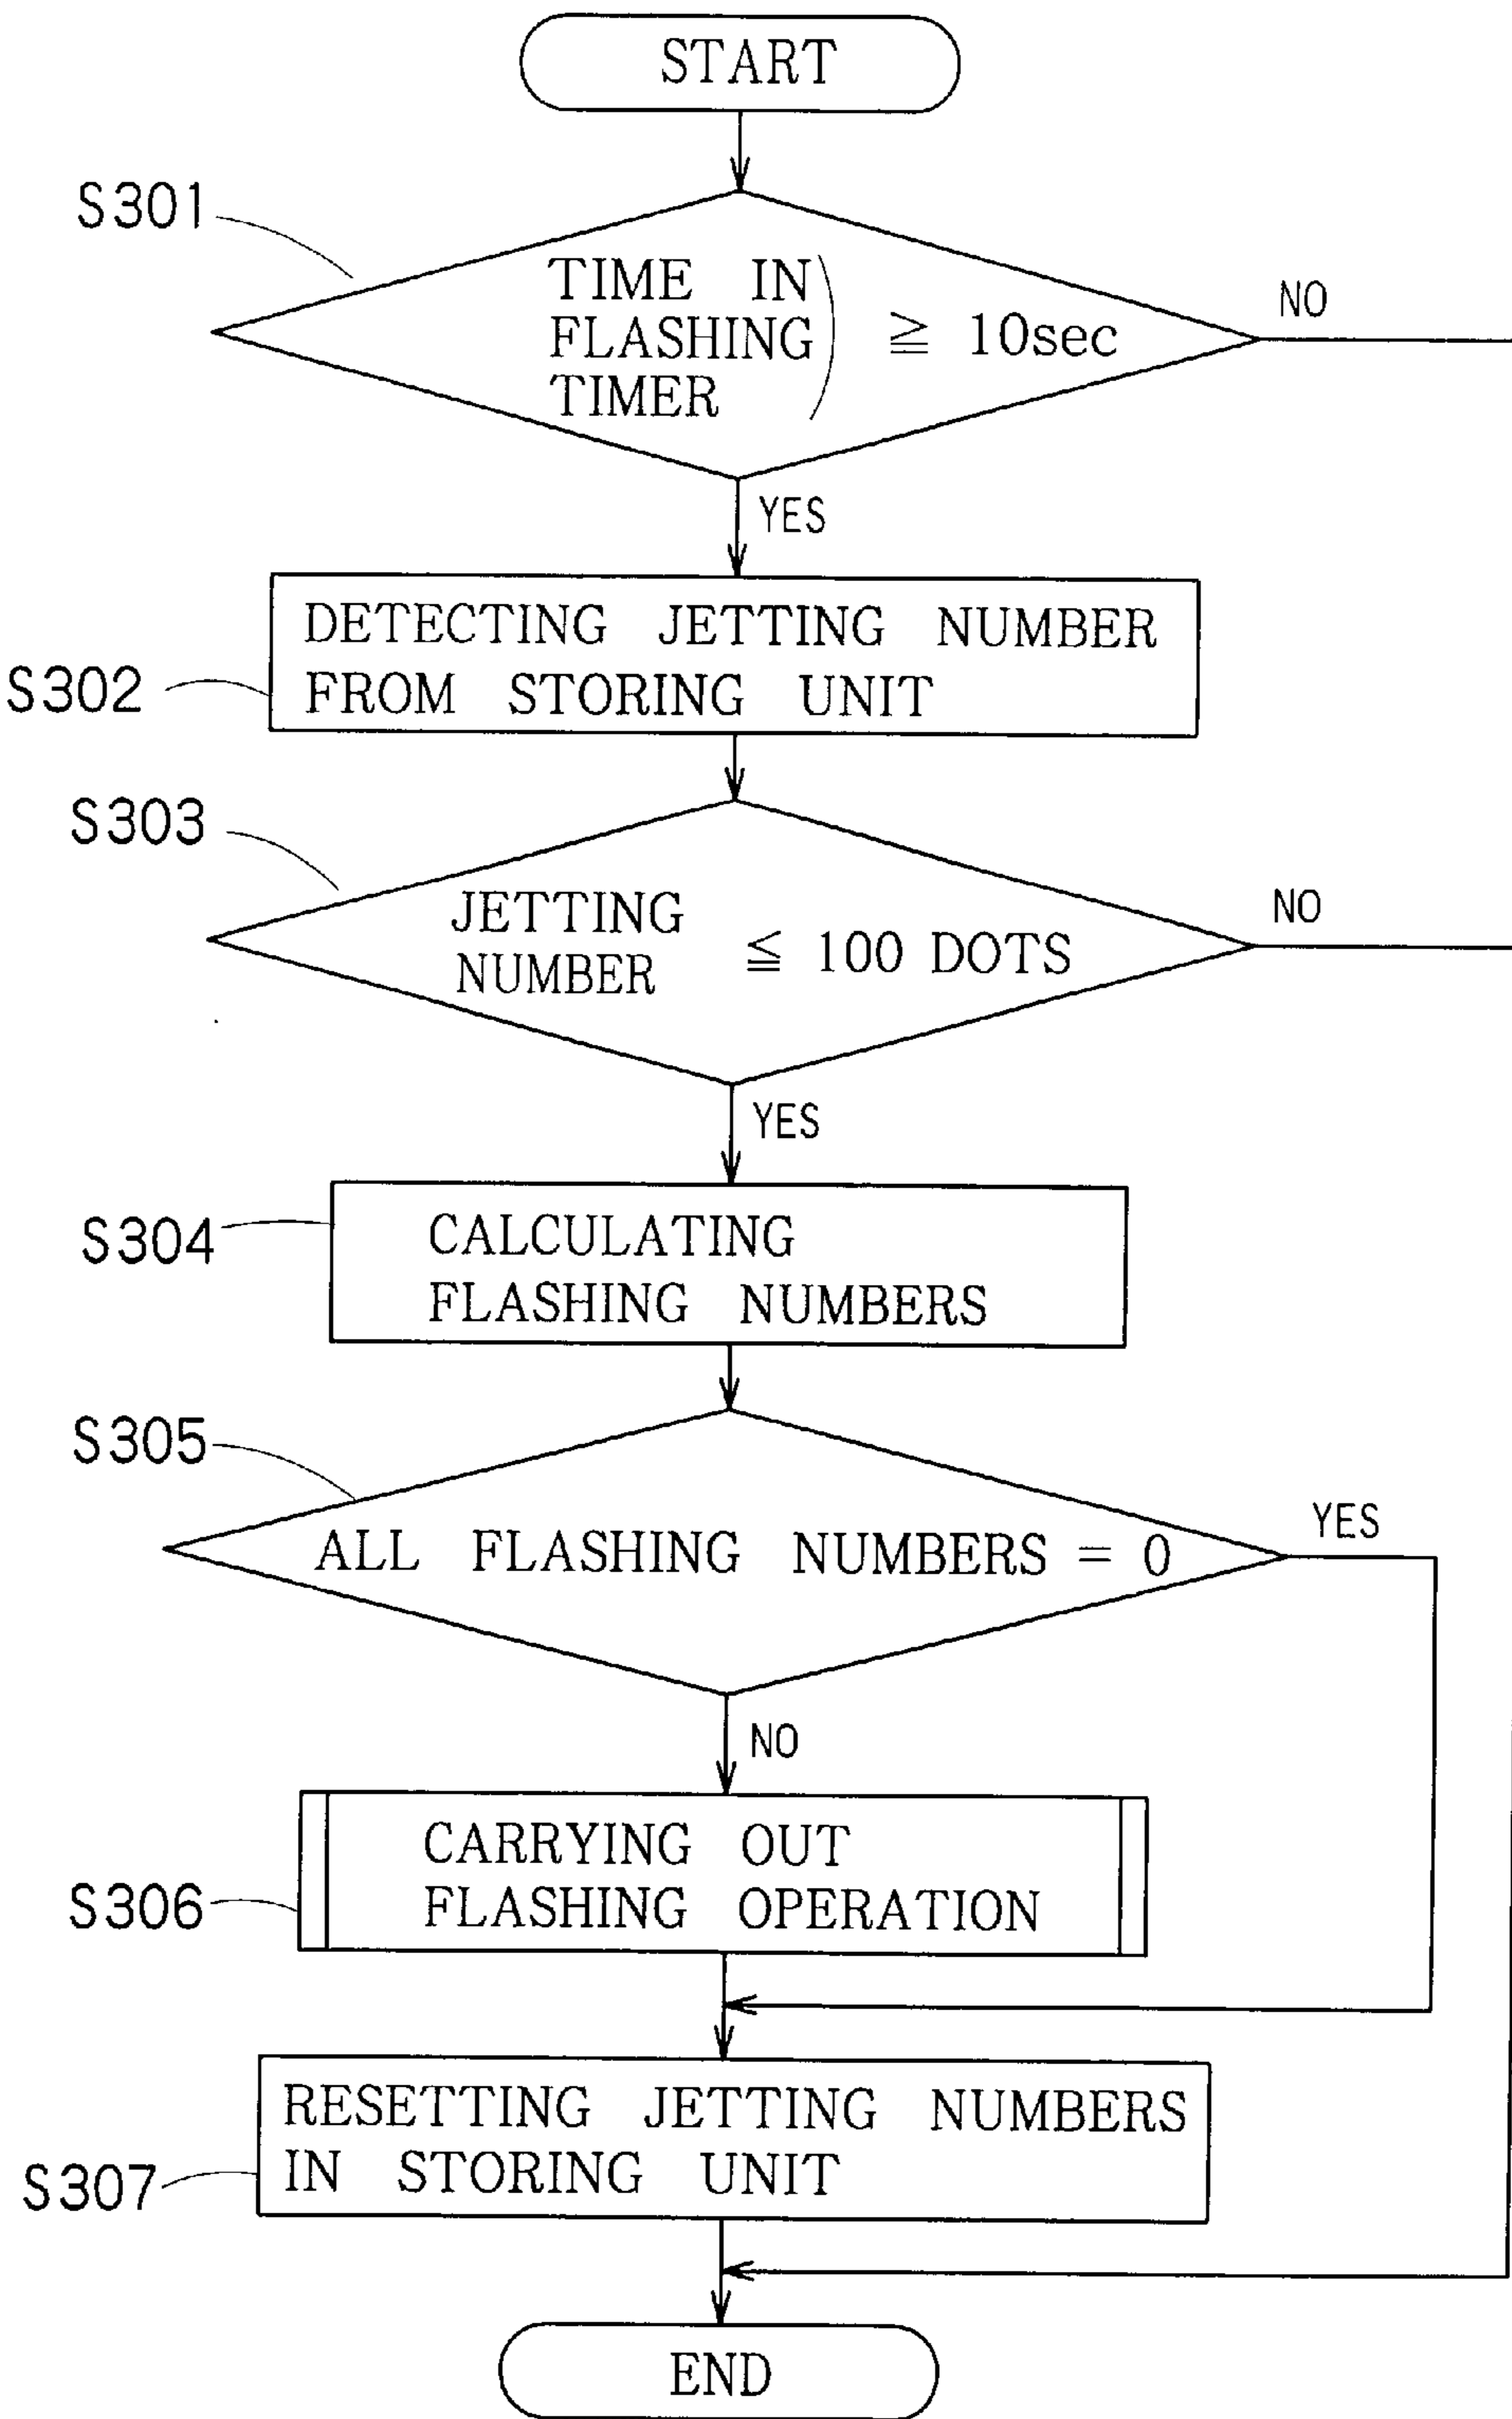 START
S301
TIME IN
FLASHING
TIMER
≧ 10sec
NO
YES
S302
DETECTING JETTING NUMBER
FROM STORING UNIT
S303
JETTING
NUMBER
≦ 100 DOTS
NO
YES
S304
CALCULATING
FLASHING NUMBERS
S305
ALL FLASHING NUMBERS = 0
YES
NO
S306
CARRYING OUT
FLASHING OPERATION
S307
RESETTING JETTING NUMBERS
IN STORING UNIT
END